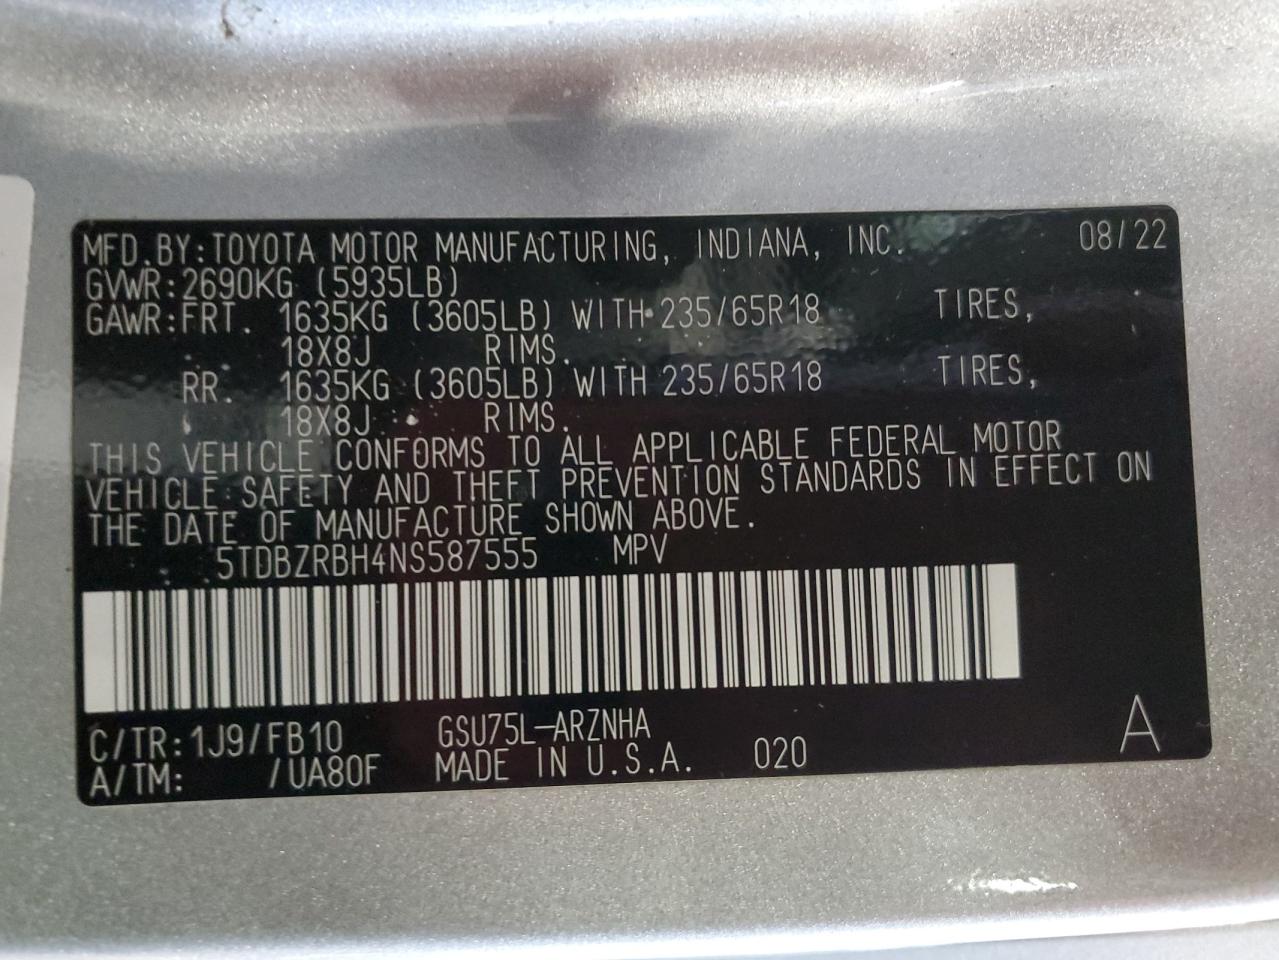 MFD.BY:TOYOTA MOTOR MANUFACTURING, INDIANA, INC. 08/22
GVWR:2690KG (5935LB)
GAWR:FRT. 1635KG (3605LB) WITH 235/65R18 TIRES,
18X8J RIMS.
RR. 1635KG (3605LB) WITH 235/65R18 TIRES,
18X8J RIMS.
THIS VEHICLE CONFORMS TO ALL APPLICABLE FEDERAL MOTOR
VEHICLE SAFETY AND THEFT PREVENTION STANDARDS IN EFFECT ON
THE DATE OF MANUFACTURE SHOWN ABOVE.
5TDBZRBH4NS587555 MPV
C/TR:1J9/FB10 GSU75L-ARZNHA
A/TM: /UA80F MADE IN U.S.A. 020 A